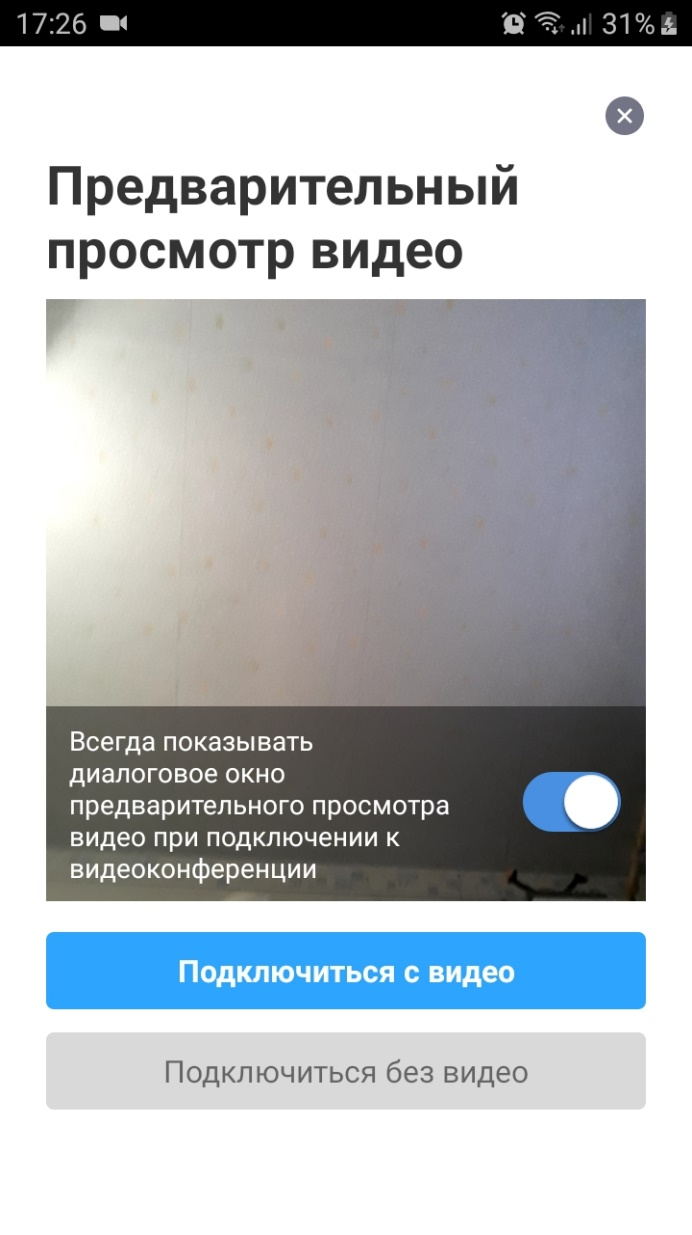 17:26 31%
Предварительный
просмотр видео
Всегда показывать
диалоговое окно
предварительного просмотра
видео при подключении к
видеоконференции
Подключиться с видео
Подключиться без видео